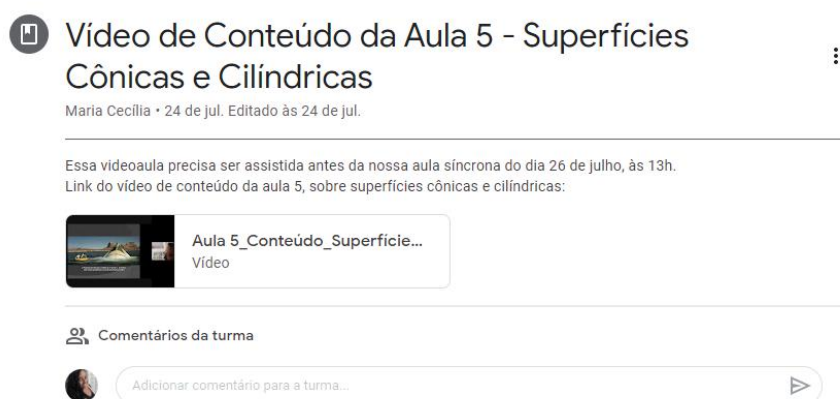 Vídeo de Conteúdo da Aula 5 - Superfícies
Cônicas e Cilíndricas
Maria Cecília • 24 de jul. Editado às 24 de jul.
Essa videoaula precisa ser assistida antes da nossa aula síncrona do dia 26 de julho, às 13h.
Link do vídeo de conteúdo da aula 5, sobre superfícies cônicas e cilíndricas:
Aula 5_Conteúdo_Superfície...
Vídeo
Comentários da turma
Adicionar comentário para a turma...